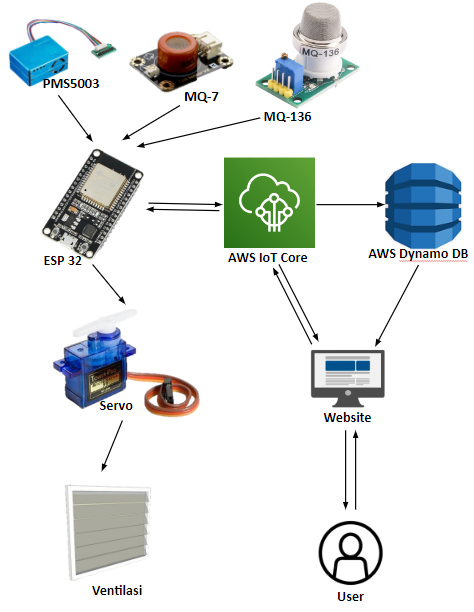 PMS5003
MQ-7
MQ-136
MQ-136
ESP 32
AWS IoT Core
AWS Dynamo DB
Servo
Website
Ventilasi
User